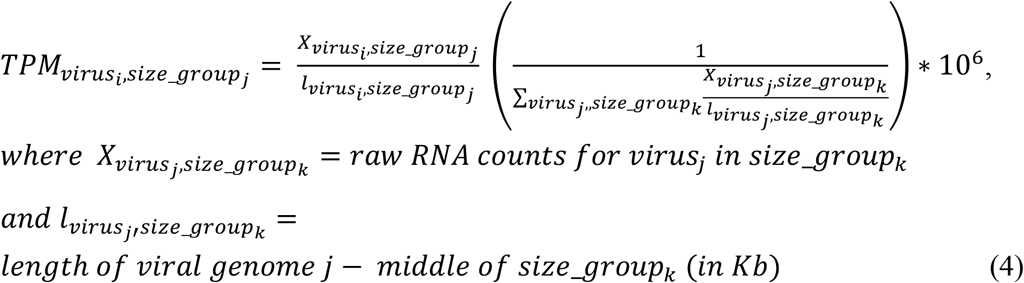 $TPM_{virus_i,size\_group_j} = \frac{X_{virus_i,size\_group_j}}{l_{virus_i,size\_group_j}} \left( \frac{1}{\sum_{virus_j,,size\_group_k} \frac{X_{virus_j,size\_group_k}}{l_{virus_j,size\_group_k}}} \right) * 10^6,$
$where\ X_{virus_j,size\_group_k} = raw\ RNA\ counts\ for\ virus_j\ in\ size\_group_k$
$and\ l_{virus_j,size\_group_k} =$
$length\ of\ viral\ genome\ j -\ middle\ of\ size\_group_k\ (in\ Kb)$ (4)